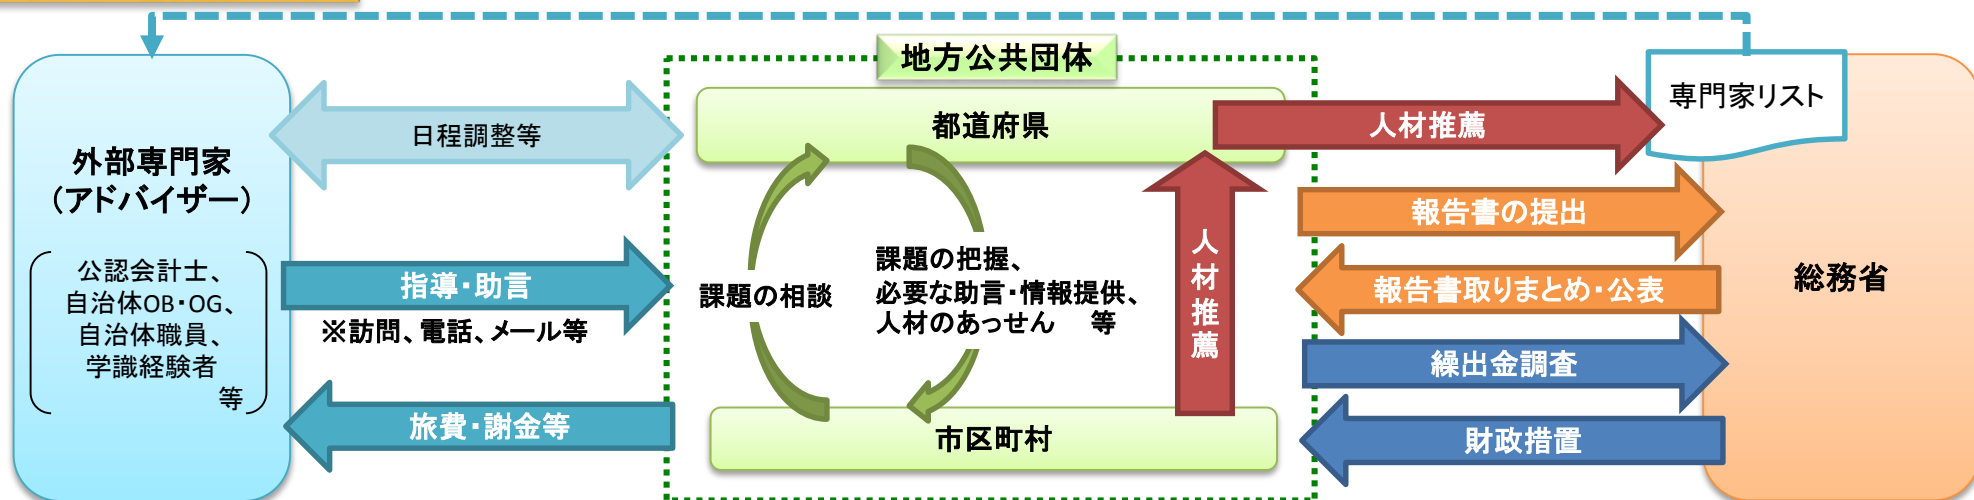 地方公共団体
専門家リスト
都道府県
人材推薦
日程調整等
外部専門家
（アドバイザー）
公認会計士、
自治体OB・OG、
自治体職員、
学識経験者
等
指導・助言
※訪問、電話、メール等
旅費・謝金等
課題の相談
課題の把握、
必要な助言・情報提供、
人材のあっせん　等
人材推薦
市区町村
報告書の提出
報告書取りまとめ・公表
繰出金調査
財政措置
総務省